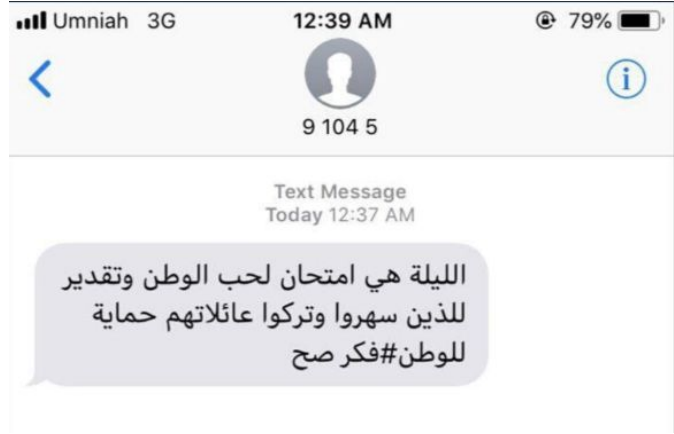 Umniah 3G 12:39 AM 79%
9 104 5
Text Message
Today 12:37 AM
الليلة هي امتحان لحب الوطن وتقدير
للذين سهروا وتركوا عائلاتهم حماية
للوطن#فكر صح